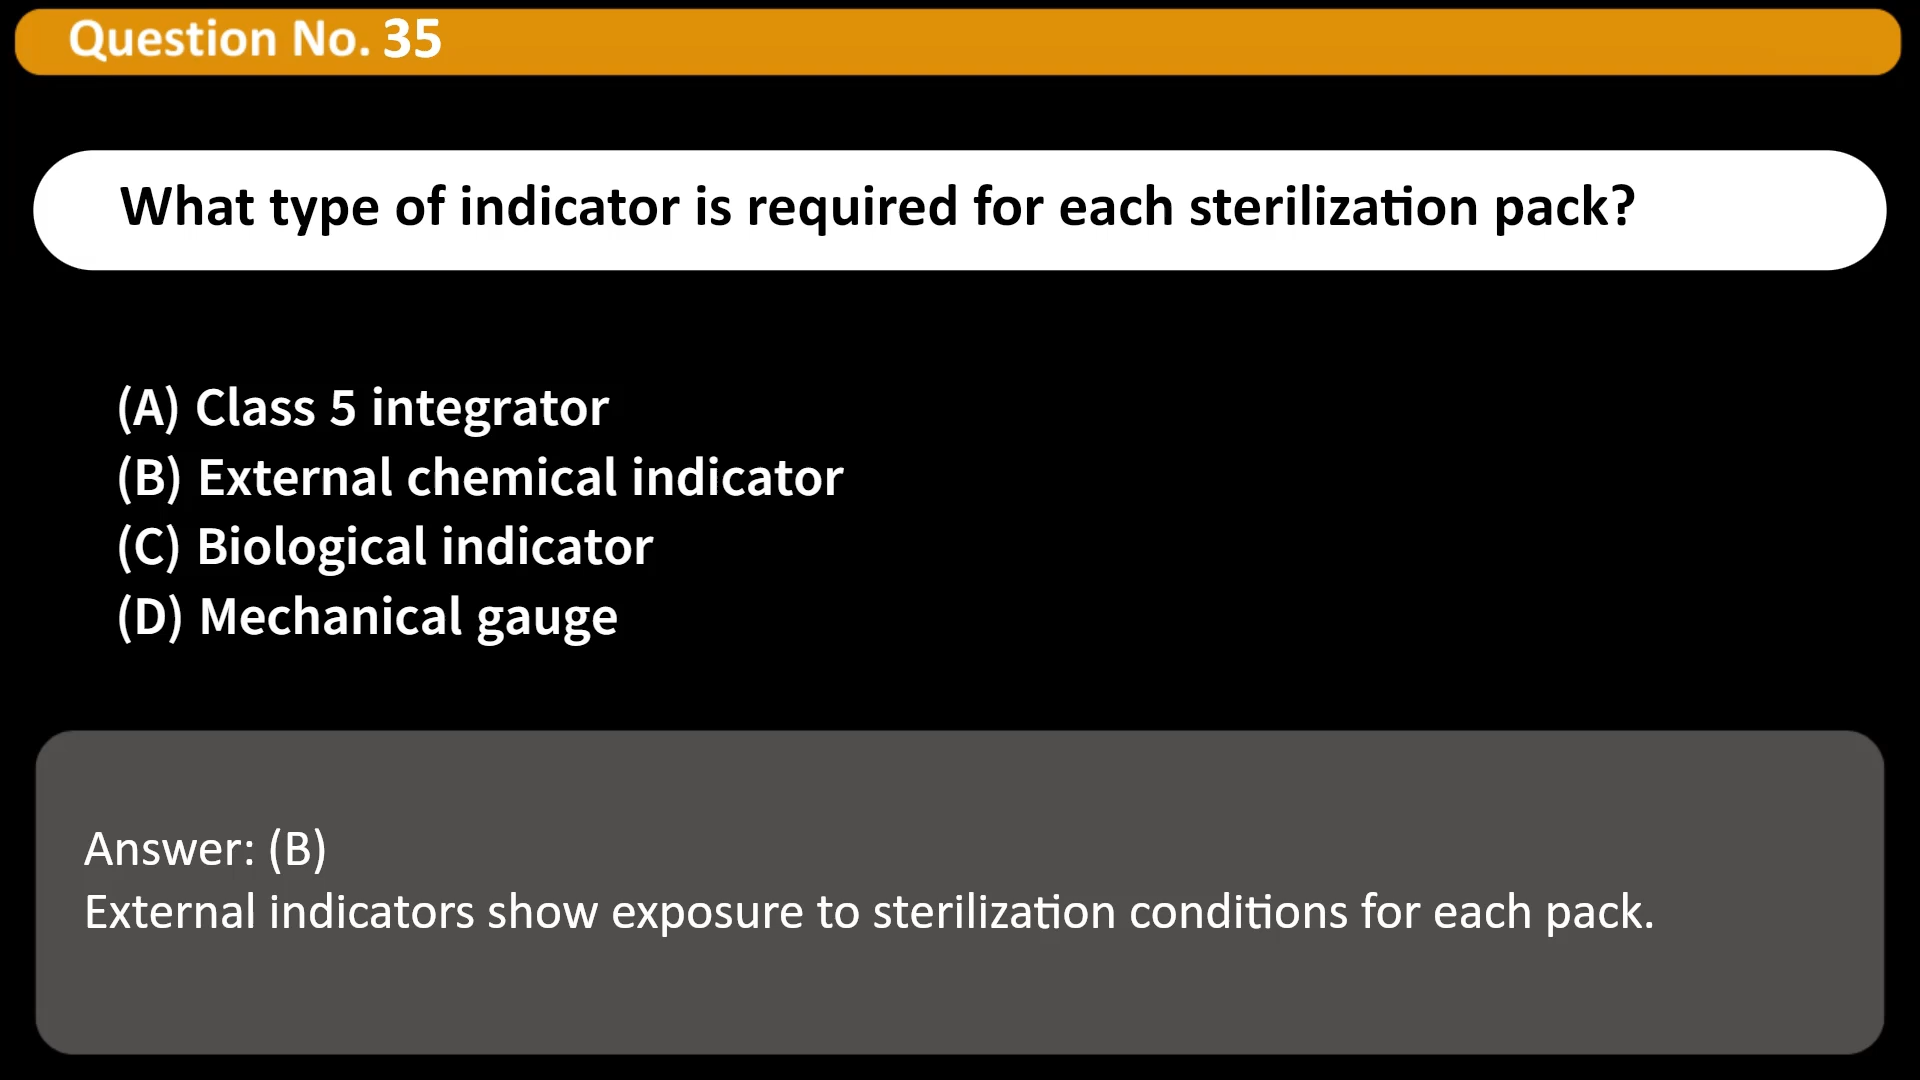 Question No. 35
What type of indicator is required for each sterilization pack?
(A) Class 5 integrator
(B) External chemical indicator
(C) Biological indicator
(D) Mechanical gauge
Answer: (B)
External indicators show exposure to sterilization conditions for each pack.